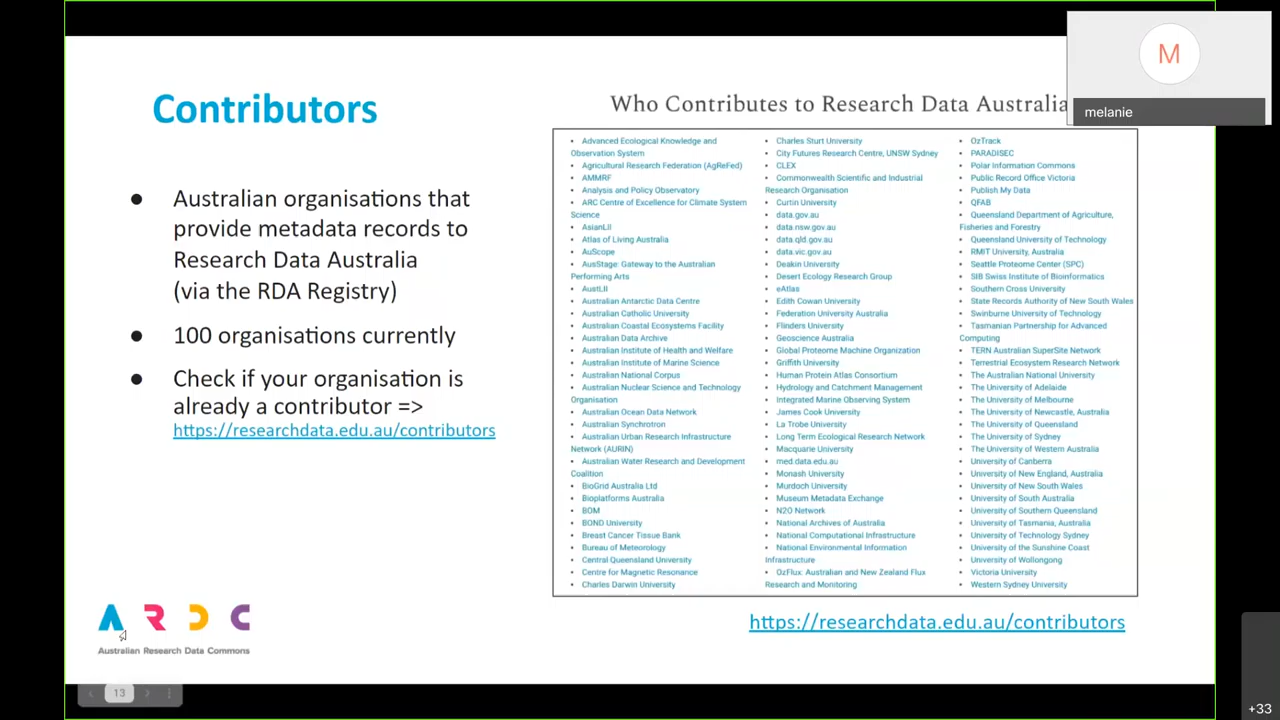 Contributors
● Australian organisations that
provide metadata records to
Research Data Australia
(via the RDA Registry)
● 100 organisations currently
● Check if your organisation is
already a contributor =>
https://researchdata.edu.au/contributors
Who Contributes to Research Data Australia
• Advanced Ecological Knowledge and
Observation System
• Agricultural Research Federation (AgReFed)
• AMMRF
• Analysis and Policy Observatory
• ARC Centre of Excellence for Climate System
Science
• AsianLII
• Atlas of Living Australia
• AuScope
• AusStage: Gateway to the Australian
Performing Arts
• AustLII
• Australian Antarctic Data Centre
• Australian Catholic University
• Australian Coastal Ecosystems Facility
• Australian Data Archive
• Australian Institute of Health and Welfare
• Australian Institute of Marine Science
• Australian National Corpus
• Australian Nuclear Science and Technology
Organisation
• Australian Ocean Data Network
• Australian Synchrotron
• Australian Urban Research Infrastructure
Network (AURIN)
• Australian Water Research and Development
Coalition
• BioGrid Australia Ltd
• Bioplatforms Australia
• BOM
• BOND University
• Breast Cancer Tissue Bank
• Bureau of Meteorology
• Central Queensland University
• Centre for Magnetic Resonance
• Charles Darwin University
• Charles Sturt University
• City Futures Research Centre, UNSW Sydney
• CLEX
• Commonwealth Scientific and Industrial
Research Organisation
• Curtin University
• data.gov.au
• data.nsw.gov.au
• data.qld.gov.au
• data.vic.gov.au
• Deakin University
• Desert Ecology Research Group
• eAtlas
• Edith Cowan University
• Federation University Australia
• Flinders University
• Geoscience Australia
• Global Proteome Machine Organization
• Griffith University
• Human Protein Atlas Consortium
• Hydrology and Catchment Management
• Integrated Marine Observing System
• James Cook University
• La Trobe University
• Long Term Ecological Research Network
• Macquarie University
• med.data.edu.au
• Monash University
• Murdoch University
• Museum Metadata Exchange
• N2O Network
• National Archives of Australia
• National Computational Infrastructure
• National Environmental Information
Infrastructure
• OzFlux: Australian and New Zealand Flux
Research and Monitoring
• OzTrack
• PARADISEC
• Polar Information Commons
• Public Record Office Victoria
• Publish My Data
• QFAB
• Queensland Department of Agriculture,
Fisheries and Forestry
• Queensland University of Technology
• RMIT University, Australia
• Seattle Proteome Center (SPC)
• SIB Swiss Institute of Bioinformatics
• Southern Cross University
• State Records Authority of New South Wales
• Swinburne University of Technology
• Tasmanian Partnership for Advanced
Computing
• TERN Australian SuperSite Network
• Terrestrial Ecosystem Research Network
• The Australian National University
• The University of Adelaide
• The University of Melbourne
• The University of Newcastle, Australia
• The University of Queensland
• The University of Sydney
• The University of Western Australia
• University of Canberra
• University of New England, Australia
• University of New South Wales
• University of South Australia
• University of Southern Queensland
• University of Tasmania, Australia
• University of Technology Sydney
• University of the Sunshine Coast
• University of Wollongong
• Victoria University
• Western Sydney University
https://researchdata.edu.au/contributors
ARDC
Australian Research Data Commons
13
M
melanie
+33